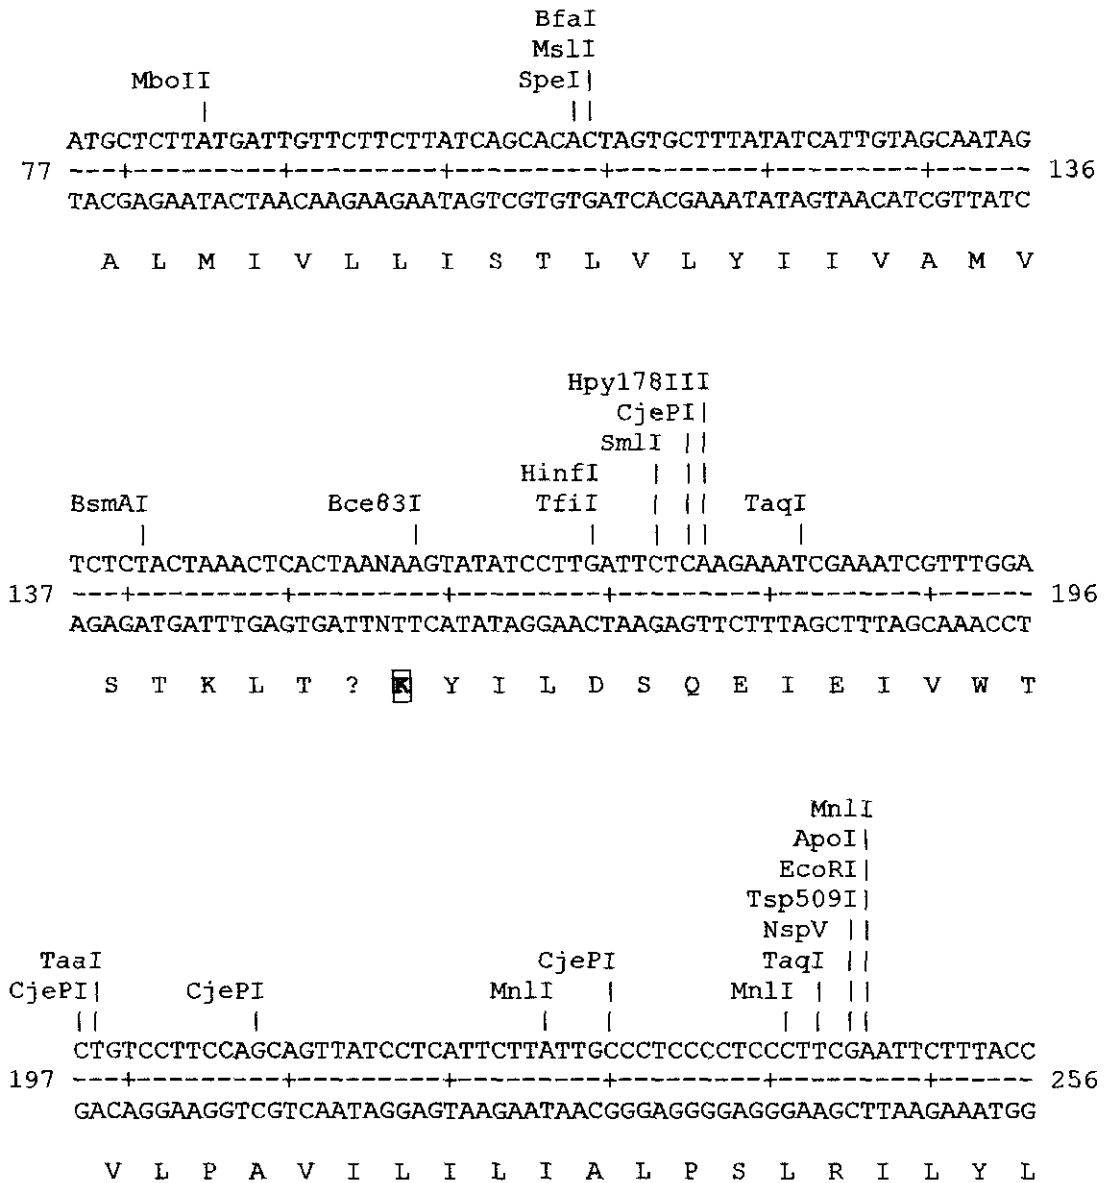 BfaI
MslI
MboII SpeI|
| ||
ATGCTCTTATGATTGTTCTTCTTATCAGCACACTAGTGCTTTATATCATTGTAGCAATAG
77 ---+---------+---------+---------+---------+---------+------ 136
TACGAGAATACTAACAAGAAGAATAGTCGTGTGATCACGAAATATAGTAACATCGTTATC
A L M I V L L I S T L V L Y I I V A M V
Hpy178III
CjePI|
SmlI ||
HinfI | ||
BsmAI Bce83I TfiI | || TaqI
| | | | || |
TCTCTACTAAACTCACTAANAAGTATATCCTTGATTCTCAAGAAATCGAAATCGTTTGGA
137 ---+---------+---------+---------+---------+---------+------ 196
AGAGATGATTTGAGTGATTNTTCATATAGGAACTAAGAGTTCTTTAGCTTTAGCAAACCT
S T K L T ? K Y I L D S Q E I E I V W T
MnlI
ApoI|
EcoRI|
Tsp509I|
NspV ||
TaaI CjePI TaqI ||
CjePI| CjePI MnlI | MnlI | ||
|| | | | | | ||
CTGTCCTTCCAGCAGTTATCCTCATTCTTATTGCCCTCCCCTCCCTTCGAATTCTTTACC
197 ---+---------+---------+---------+---------+---------+------ 256
GACAGGAAGGTCGTCAATAGGAGTAAGAATAACGGGAGGGGAGGGAAGCTTAAGAAATGG
V L P A V I L I L I A L P S L R I L Y L